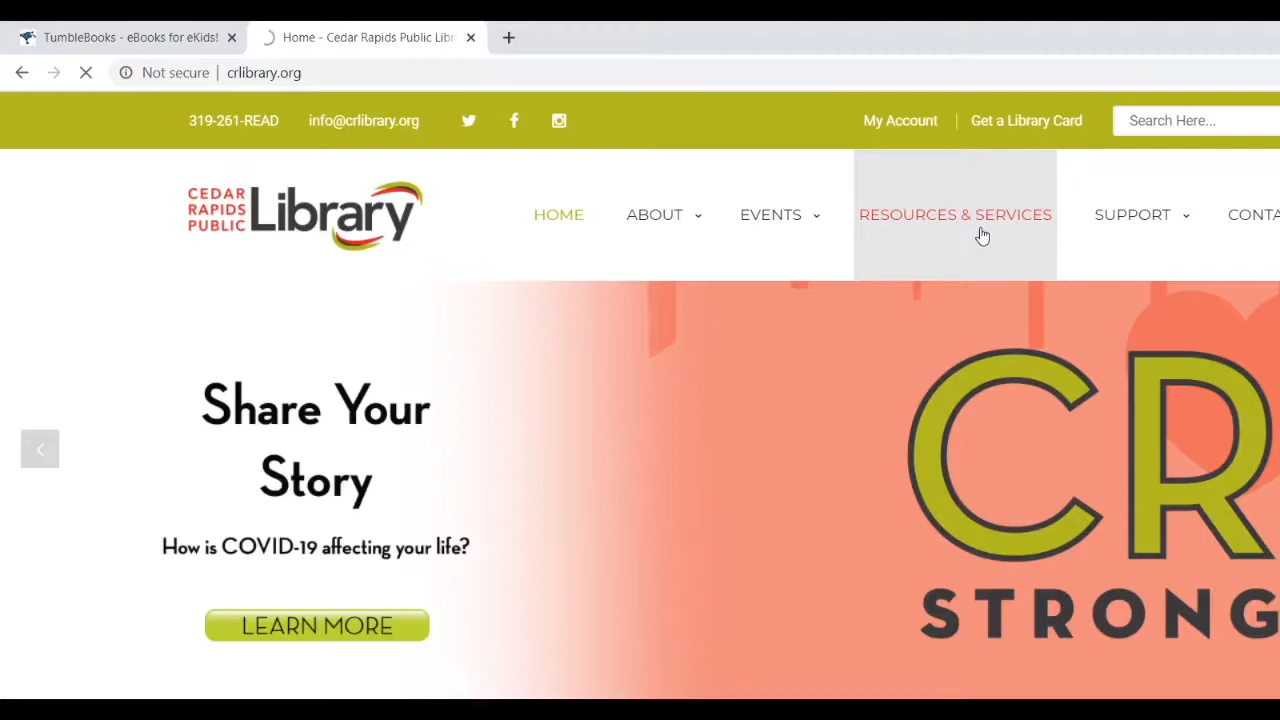 TumbleBooks - eBooks for eKids!
Home - Cedar Rapids Public Libr
Not secure | crlibrary.org
319-261-READ info@crlibrary.org My Account | Get a Library Card Search Here...
CEDAR RAPIDS PUBLIC Library
HOME ABOUT EVENTS RESOURCES & SERVICES SUPPORT CONTA
Share Your
Story
How is COVID-19 affecting your life?
LEARN MORE
CR
STRONG